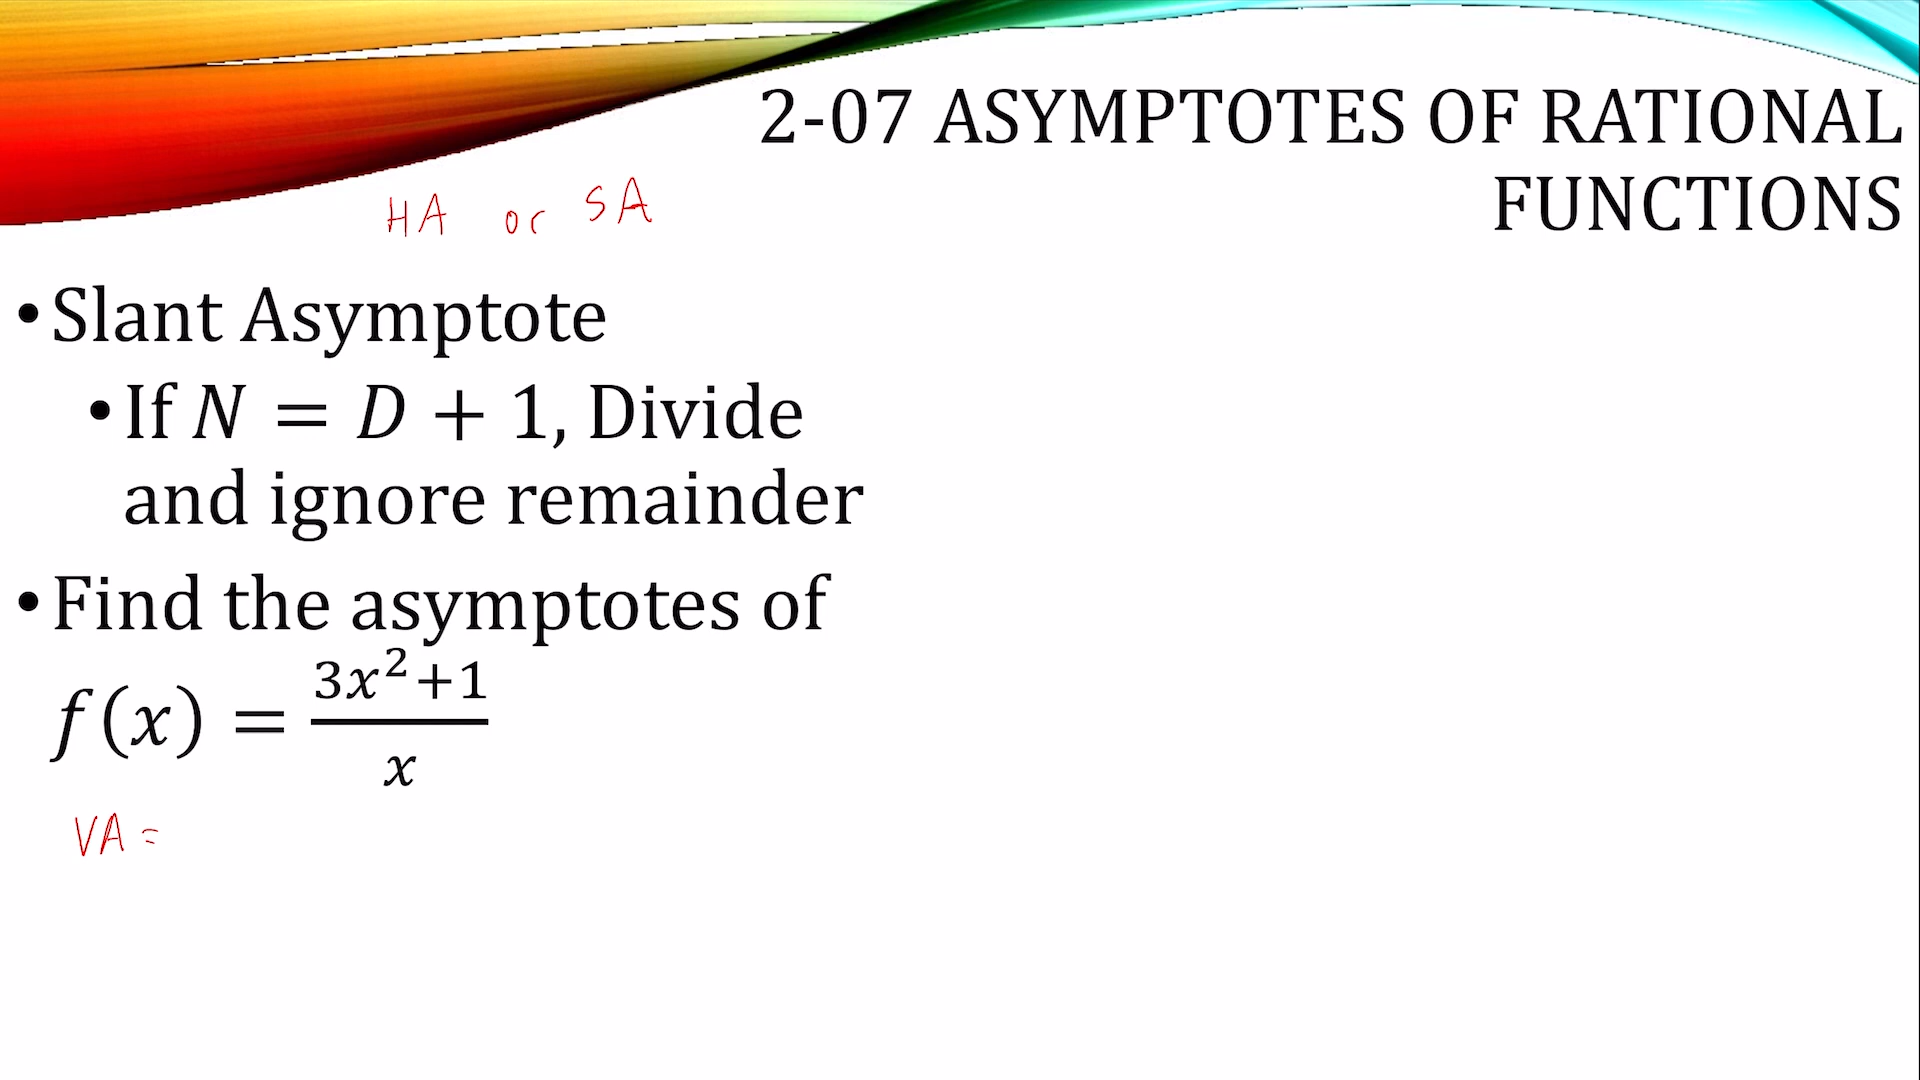 2-07 ASYMPTOTES OF RATIONAL
FUNCTIONS
HA or SA
•Slant Asymptote
•If N = D + 1, Divide
and ignore remainder
•Find the asymptotes of
f(x) = \frac{3x^2+1}{x}
VA =